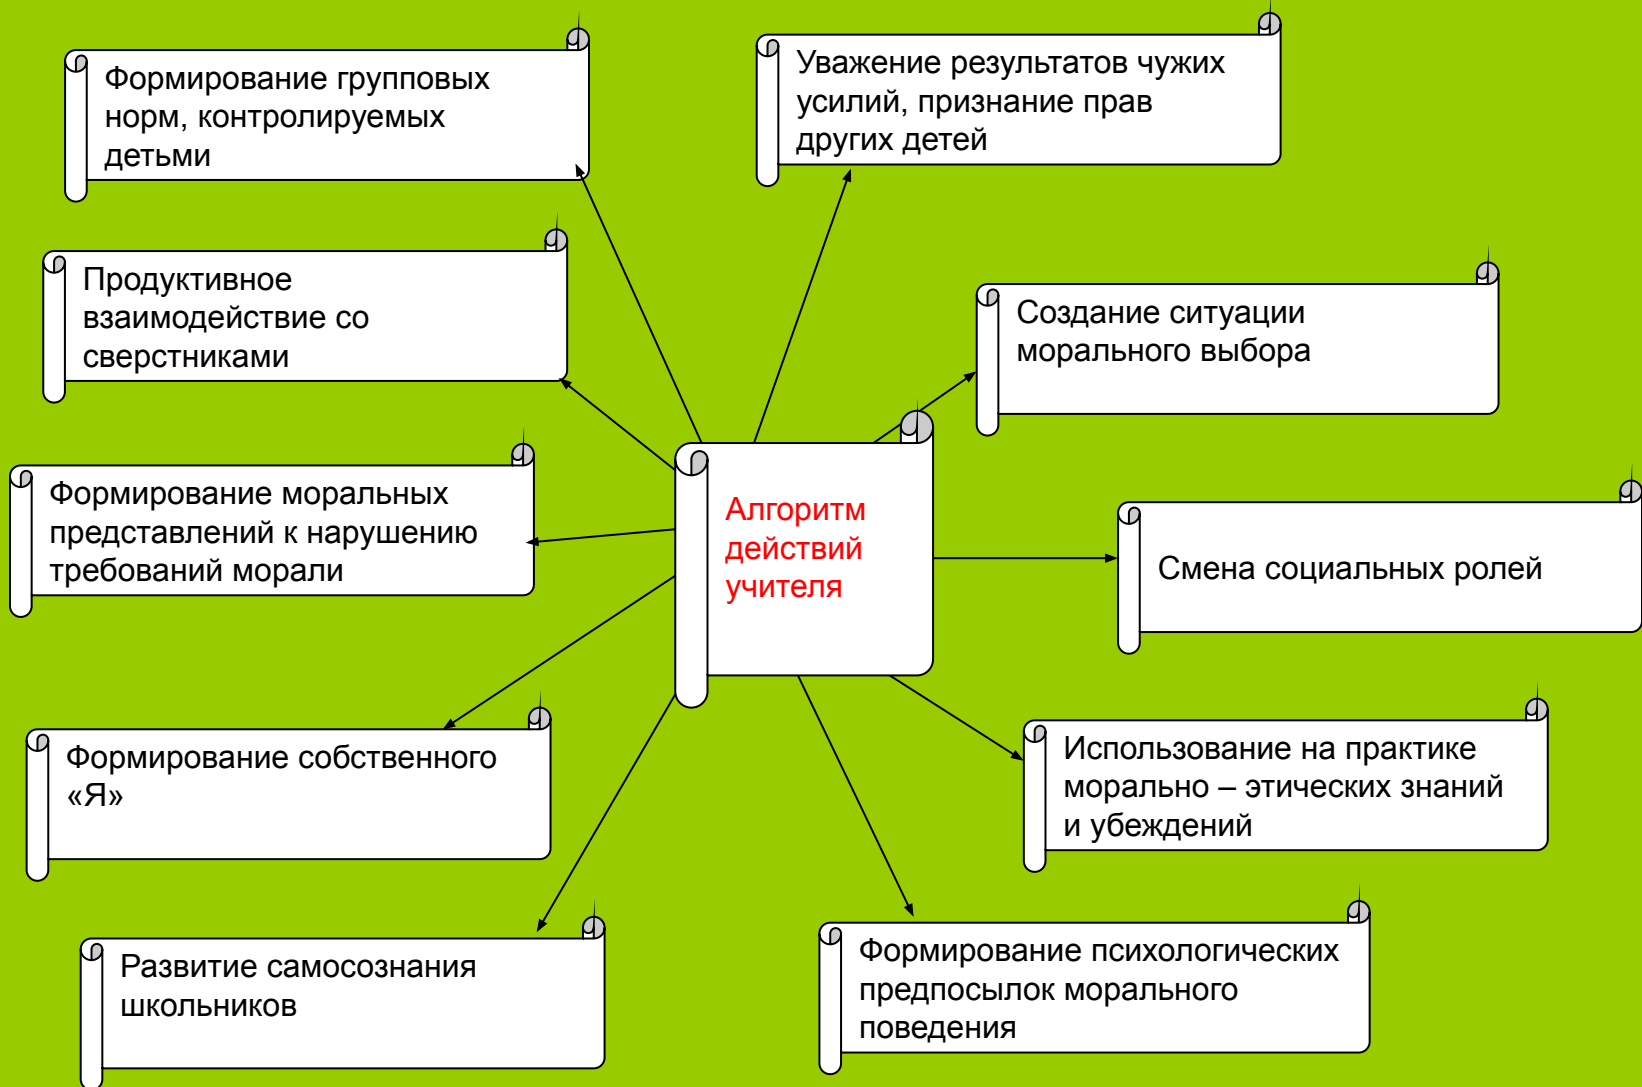 Формирование групповых
норм, контролируемых
детьми
Уважение результатов чужих
усилий, признание прав
других детей
Продуктивное
взаимодействие со
сверстниками
Создание ситуации
морального выбора
Формирование моральных
представлений к нарушению
требований морали
Алгоритм
действий
учителя
Смена социальных ролей
Формирование собственного
«Я»
Использование на практике
морально – этических знаний
и убеждений
Развитие самосознания
школьников
Формирование психологических
предпосылок морального
поведения